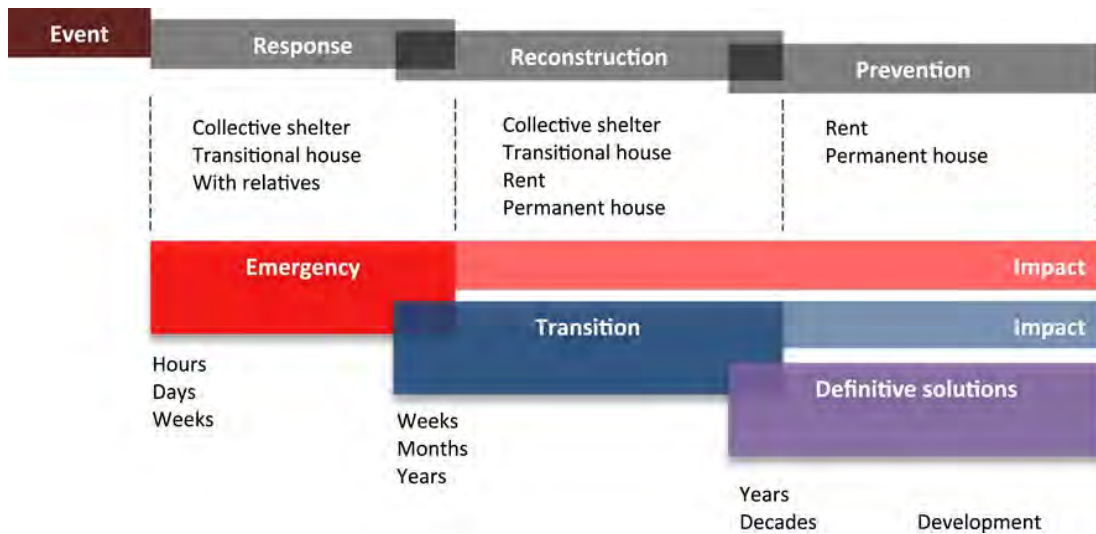 Event
Response
Reconstruction
Prevention
Collective shelter
Transitional house
With relatives
Collective shelter
Transitional house
Rent
Permanent house
Rent
Permanent house
Emergency
Impact
Transition
Impact
Definitive solutions
Hours
Days
Weeks
Weeks
Months
Years
Years
Decades
Development